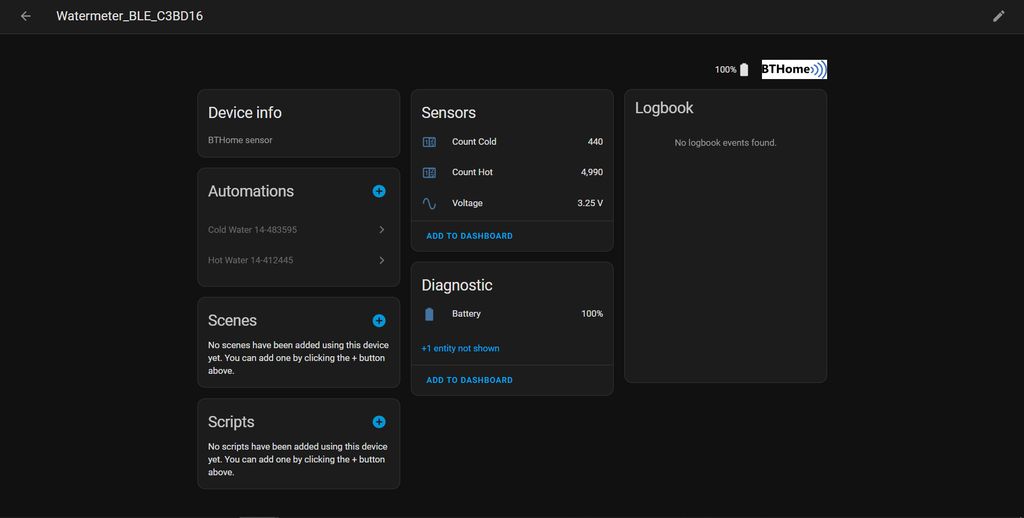 Watermeter_BLE_C3BD16
100%
BTHome
Device info
BTHome sensor
Automations
Cold Water 14-483595
Hot Water 14-412445
Scenes
No scenes have been added using this device
yet. You can add one by clicking the + button
above.
Scripts
No scripts have been added using this device
yet. You can add one by clicking the + button
above.
Sensors
Count Cold 440
Count Hot 4,990
Voltage 3.25 V
ADD TO DASHBOARD
Diagnostic
Battery 100%
+1 entity not shown
ADD TO DASHBOARD
Logbook
No logbook events found.